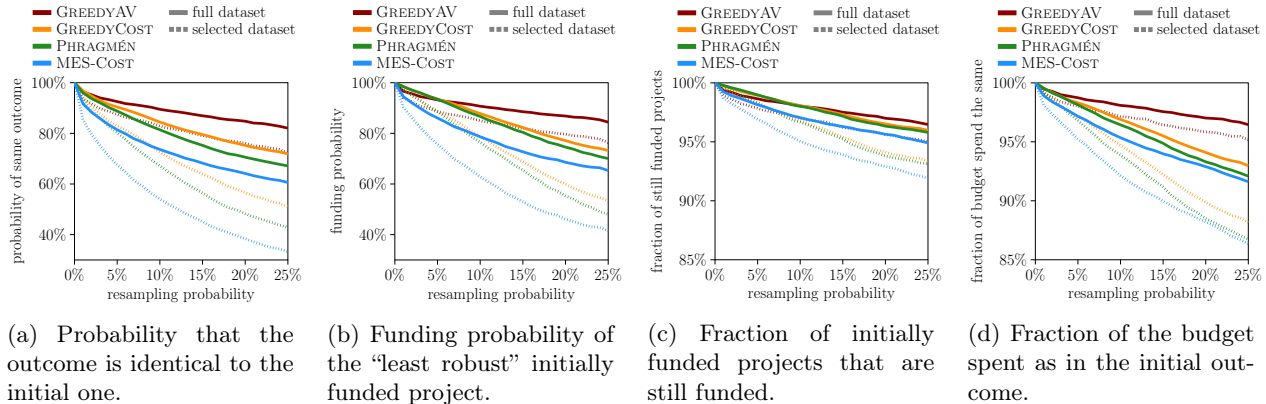 GREEDYAV
GREEDYCOST
PHRAGMÉN
MES-COST
full dataset
selected dataset
100%
80%
60%
40%
probability of same outcome
0% 5% 10% 15% 20% 25%
resampling probability
(a) Probability that the
outcome is identical to the
initial one.
GREEDYAV
GREEDYCOST
PHRAGMÉN
MES-COST
full dataset
selected dataset
100%
80%
60%
40%
funding probability
0% 5% 10% 15% 20% 25%
resampling probability
(b) Funding probability of
the “least robust” initially
funded project.
GREEDYAV
GREEDYCOST
PHRAGMÉN
MES-COST
full dataset
selected dataset
100%
95%
90%
85%
fraction of still funded projects
0% 5% 10% 15% 20% 25%
resampling probability
(c) Fraction of initially
funded projects that are
still funded.
GREEDYAV
GREEDYCOST
PHRAGMÉN
MES-COST
full dataset
selected dataset
100%
95%
90%
85%
fraction of budget spend the same
0% 5% 10% 15% 20% 25%
resampling probability
(d) Fraction of the budget
spent as in the initial out-
come.